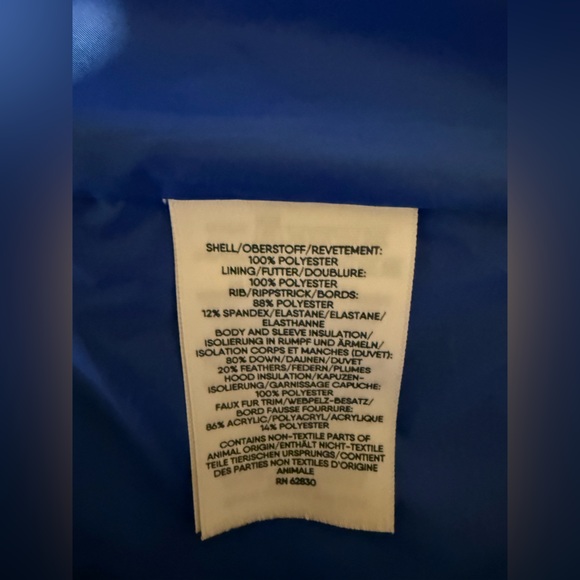 SHELL/OBERSTOFF/REVETEMENT:
100% POLYESTER
LINING/FUTTER/DOUBLURE:
100% POLYESTER
RIB/RIPPSTRICK/BORDS:
88% POLYESTER
12% SPANDEX/ELASTANE/ELASTANE/
ELASTHANNE
BODY AND SLEEVE INSULATION/
ISOLIERUNG IN RUMPF UND ÄRMELN/
ISOLATION CORPS ET MANCHES (DUVET):
80% DOWN/DAUNEN/DUVET
20% FEATHERS/FEDERN/PLUMES
HOOD INSULATION/KAPUZEN-
ISOLIERUNG/GARNISSAGE CAPUCHE:
100% POLYESTER
FAUX FUR TRIM/WEBPELZ-BESATZ/
BORD FAUSSE FOURRURE:
86% ACRYLIC/POLYACRYL/ACRYLIQUE
14% POLYESTER
CONTAINS NON-TEXTILE PARTS OF
ANIMAL ORIGIN/ENTHÄLT NICHT-TEXTILE
TEILE TIERISCHEN URSPRUNGS/CONTIENT
DES PARTIES NON TEXTILES D'ORIGINE
ANIMALE
RN 62830